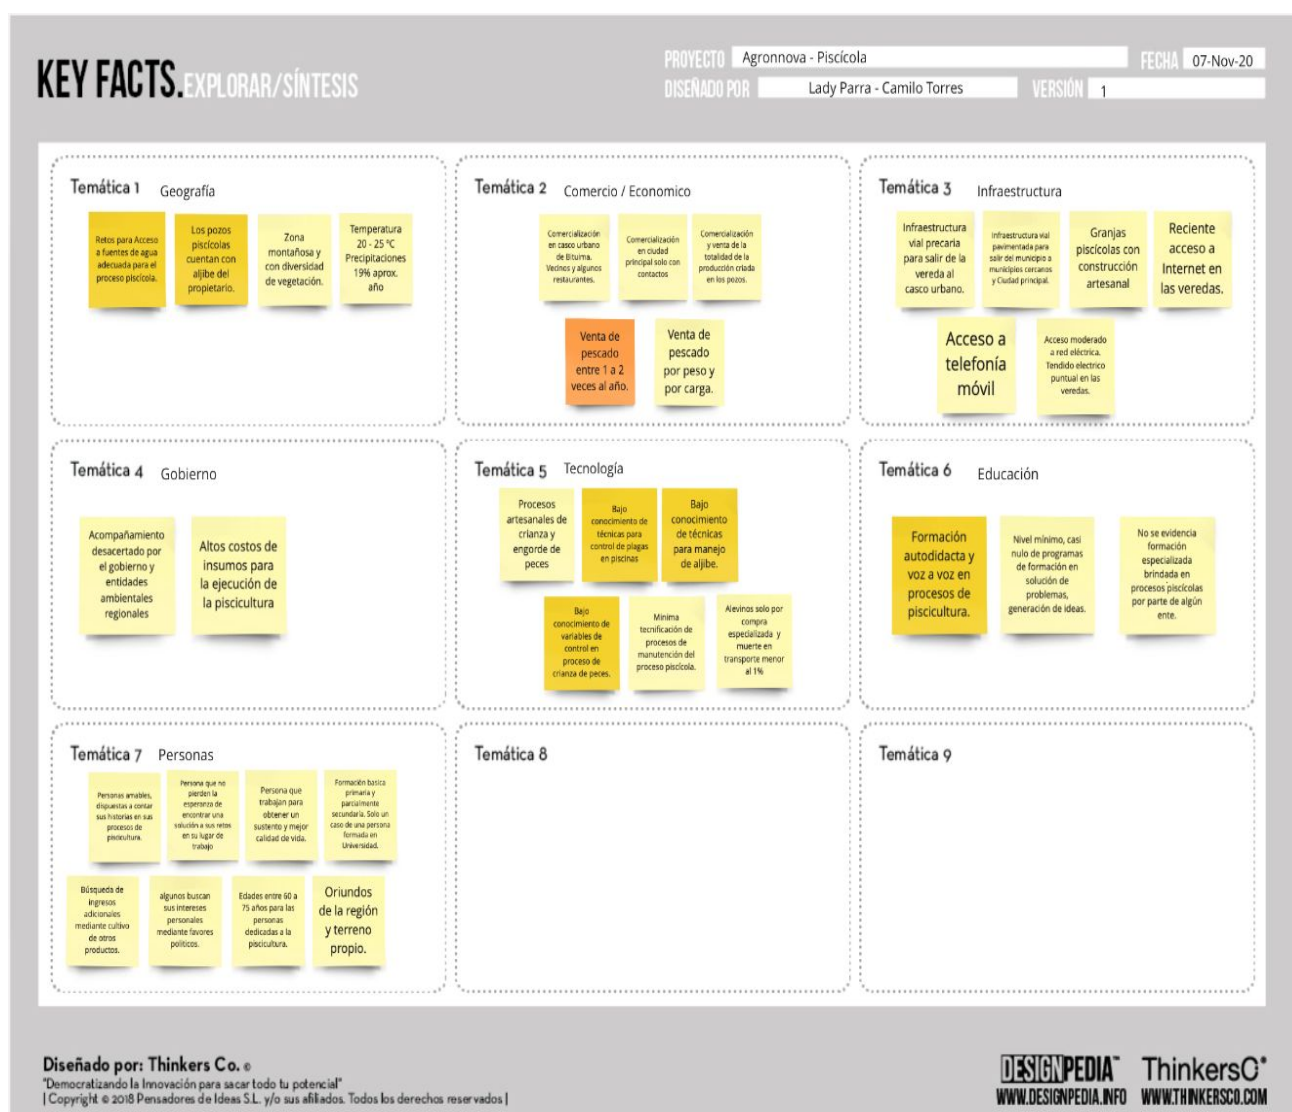 KEY FACTS.EXPLORAR/SÍNTESIS
PROYECTO Agronnova - Piscícola
FECHA 07-Nov-20
DISEÑADO POR Lady Parra - Camilo Torres
VERSIÓN 1
Temática 1 Geografía
Retos para Acceso
a fuentes de agua
adecuada para el
proceso piscícola.
Los pozos
piscícolas
cuentan con
aljibe del
propietario.
Zona
montañosa y
con diversidad
de vegetación.
Temperatura
20 - 25 °C
Precipitaciones
19% aprox.
año
Temática 2 Comercio / Economico
Comercialización
en casco urbano
de Bituima.
Vecinos y algunos
restaurantes.
Comercialización
en ciudad
principal solo con
contactos
Comercialización
y venta de la
totalidad de la
producción criada
en los pozos.
Venta de
pescado
entre 1 a 2
veces al año.
Venta de
pescado
por peso y
por carga.
Temática 3 Infraestructura
Infraestructura
vial precaria
para salir de la
vereda al
casco urbano.
Infraestructura vial
pavimentada para
salir del municipio a
municipios cercanos
y Ciudad principal.
Granjas
piscícolas con
construcción
artesanal
Reciente
acceso a
Internet en
las veredas.
Acceso a
telefonía
móvil
Acceso moderado
a red eléctrica.
Tendido electrico
puntual en las
veredas.
Temática 4 Gobierno
Acompañamiento
desacertado por
el gobierno y
entidades
ambientales
regionales
Altos costos de
insumos para
la ejecución de
la piscicultura
Temática 5 Tecnología
Procesos
artesanales de
crianza y
engorde de
peces
Bajo
conocimiento de
técnicas para
control de plagas
en piscinas
Bajo
conocimiento
de técnicas
para manejo
de aljibe.
Bajo
conocimiento de
variables de
control en
proceso de
crianza de peces.
Mínima
tecnificación de
procesos de
manutención del
proceso piscícola.
Alevinos solo por
compra
especializada y
muerte en
transporte menor
al 1%
Temática 6 Educación
Formación
autodidacta y
voz a voz en
procesos de
piscicultura.
Nivel mínimo, casi
nulo de programas
de formación en
solución de
problemas,
generación de ideas.
No se evidencia
formación
especializada
brindada en
procesos piscícolas
por parte de algún
ente.
Temática 7 Personas
Personas amables,
dispuestas a contar
sus historias en sus
procesos de
piscicultura.
Persona que no
pierden la
esperanza de
encontrar una
solución a sus retos
en su lugar de
trabajo
Persona que
trabajan para
obtener un
sustento y mejor
calidad de vida.
Formación basica
primaria y
parcialmente
secundaria. Solo un
caso de una persona
formada en
Universidad.
Búsqueda de
ingresos
adicionales
mediante cultivo
de otros
productos.
algunos buscan
sus intereses
personales
mediante favores
políticos.
Edades entre 60 a
75 años para las
personas
dedicadas a la
piscicultura.
Oriundos
de la región
y terreno
propio.
Temática 8
Temática 9
Diseñado por: Thinkers Co. ©
"Democratizando la Innovación para sacar todo tu potencial"
| Copyright © 2018 Pensadores de Ideas S.L. y/o sus afiliados. Todos los derechos reservados |
DESIGNPEDIA™
WWW.DESIGNPEDIA.INFO
ThinkersCo
WWW.THINKERSCO.COM